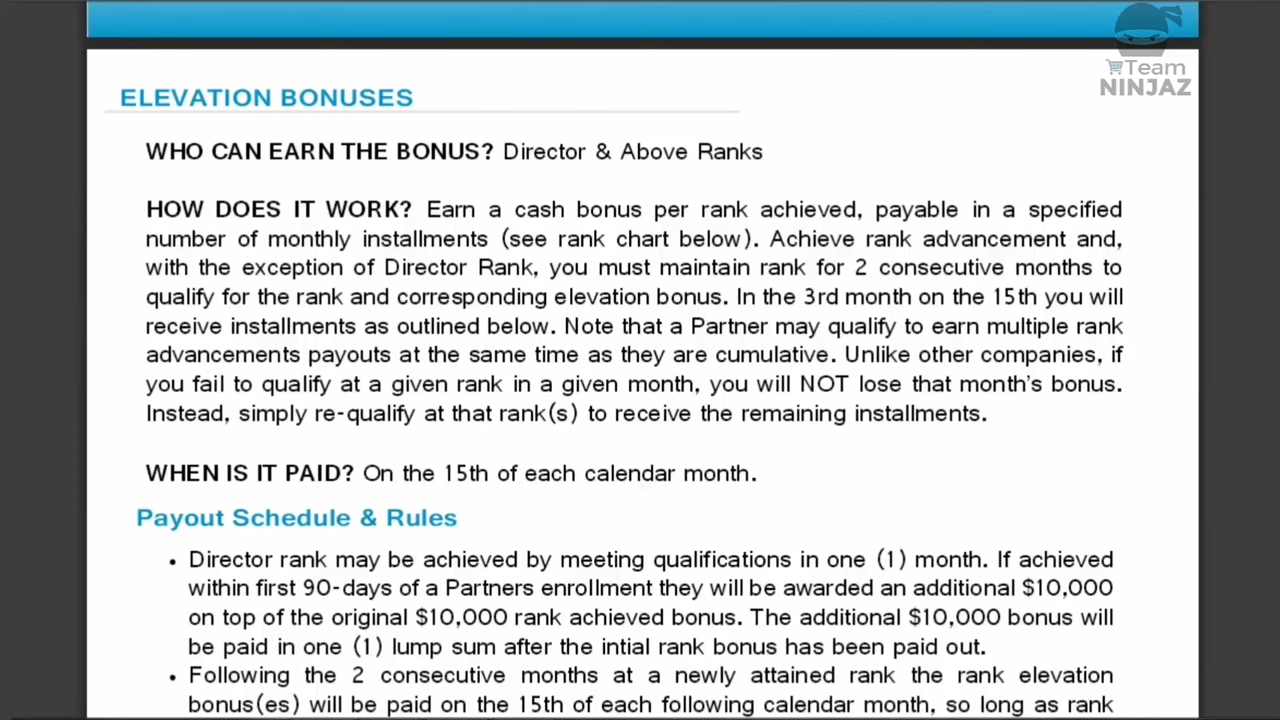 Team
NINJAZ
ELEVATION BONUSES
WHO CAN EARN THE BONUS? Director & Above Ranks
HOW DOES IT WORK? Earn a cash bonus per rank achieved, payable in a specified
number of monthly installments (see rank chart below). Achieve rank advancement and,
with the exception of Director Rank, you must maintain rank for 2 consecutive months to
qualify for the rank and corresponding elevation bonus. In the 3rd month on the 15th you will
receive installments as outlined below. Note that a Partner may qualify to earn multiple rank
advancements payouts at the same time as they are cumulative. Unlike other companies, if
you fail to qualify at a given rank in a given month, you will NOT lose that month's bonus.
Instead, simply re-qualify at that rank(s) to receive the remaining installments.
WHEN IS IT PAID? On the 15th of each calendar month.
Payout Schedule & Rules
• Director rank may be achieved by meeting qualifications in one (1) month. If achieved
within first 90-days of a Partners enrollment they will be awarded an additional $10,000
on top of the original $10,000 rank achieved bonus. The additional $10,000 bonus will
be paid in one (1) lump sum after the intial rank bonus has been paid out.
• Following the 2 consecutive months at a newly attained rank the rank elevation
bonus(es) will be paid on the 15th of each following calendar month, so long as rank